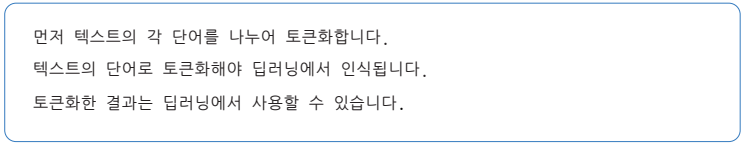 먼저 텍스트의 각 단어를 나누어 토큰화합니다.
텍스트의 단어로 토큰화해야 딥러닝에서 인식됩니다.
토큰화한 결과는 딥러닝에서 사용할 수 있습니다.